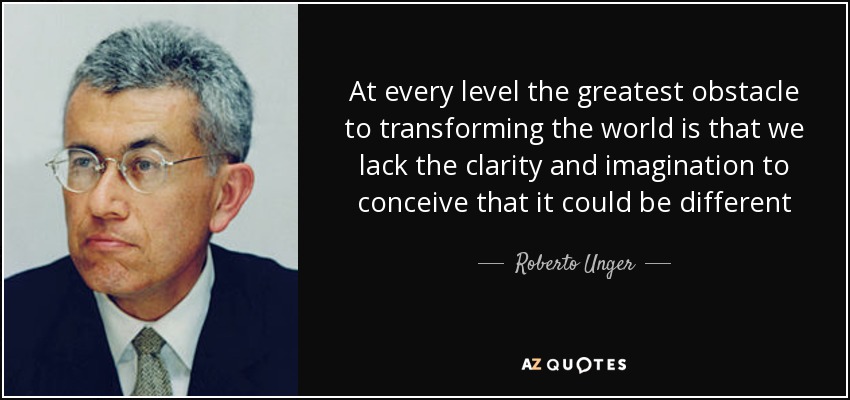 At every level the greatest obstacle
to transforming the world is that we
lack the clarity and imagination to
conceive that it could be different
Roberto Unger
AZ QUOTES